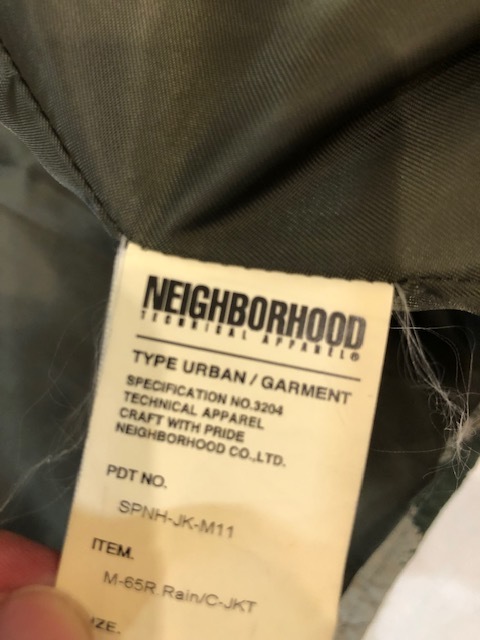 NEIGHBORHOOD
TECHNICAL APPAREL®
TYPE URBAN / GARMENT
SPECIFICATION NO.3204
TECHNICAL APPAREL
CRAFT WITH PRIDE
NEIGHBORHOOD CO.,LTD.
PDT NO.
SPNH-JK-M11
ITEM.
M-65R.Rain/C-JKT